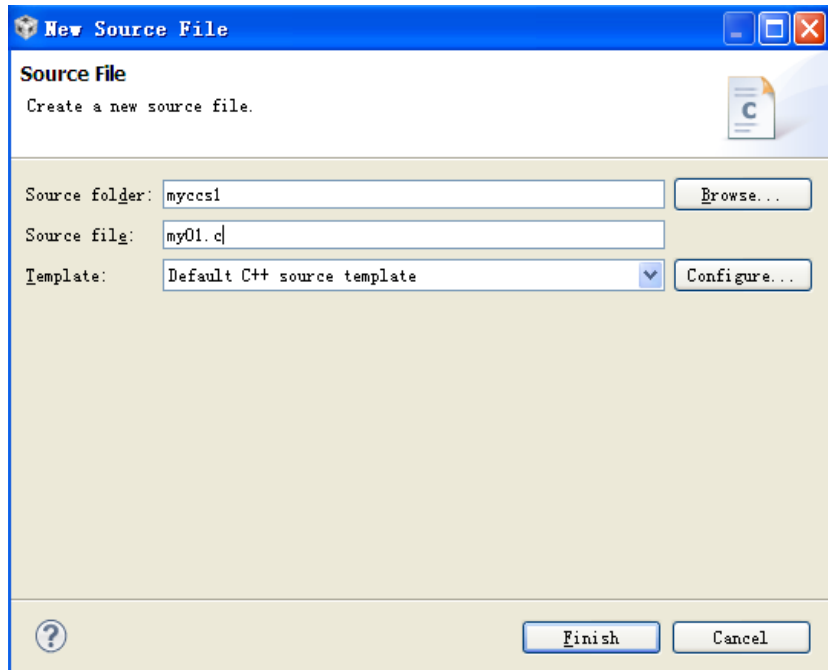 New Source File
Source File
Create a new source file.
C
Source folder: myccs1 Browse...
Source file: my01.c
Template: Default C++ source template Configure...
? Finish Cancel